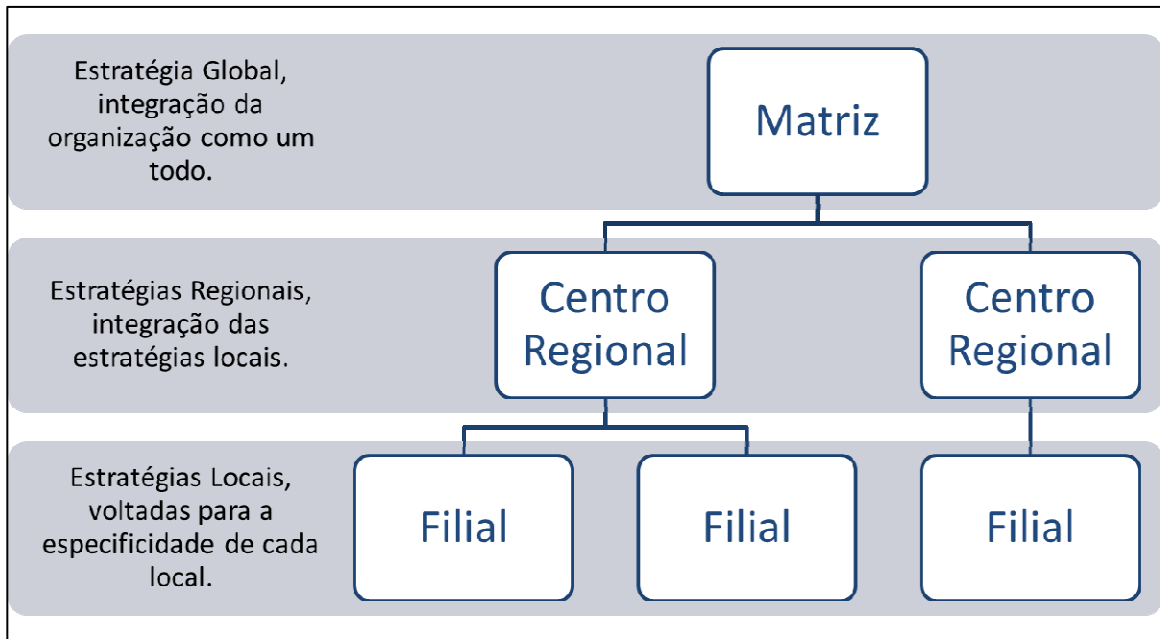 Estratégia Global,
integração da
organização como um
todo.
Matriz
Estratégias Regionais,
integração das
estratégias locais.
Centro
Regional
Centro
Regional
Estratégias Locais,
voltadas para a
especificidade de cada
local.
Filial
Filial
Filial